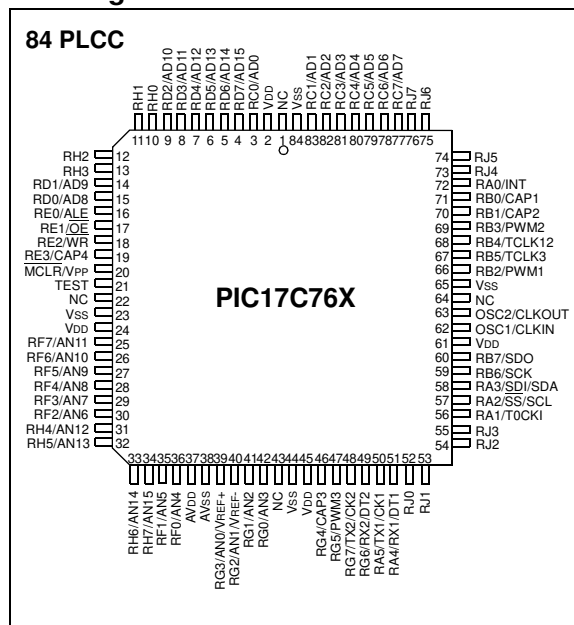 84 PLCC
RH1
RH0
RD2/AD10
RD3/AD11
RD4/AD12
RD5/AD13
RD6/AD14
RD7/AD15
RC0/AD0
VDD
NC
VSS
RC1/AD1
RC2/AD2
RC3/AD3
RC4/AD4
RC5/AD5
RC6/AD6
RC7/AD7
RJ7
RJ6
11 10 9 8 7 6 5 4 3 2 1 84 83 82 81 80 79 78 77 76 75
RH2 12
RH3 13
RD1/AD9 14
RD0/AD8 15
RE0/ALE 16
RE1/OE 17
RE2/WR 18
RE3/CAP4 19
MCLR/VPP 20
TEST 21
NC 22
VSS 23
VDD 24
RF7/AN11 25
RF6/AN10 26
RF5/AN9 27
RF4/AN8 28
RF3/AN7 29
RF2/AN6 30
RH4/AN12 31
RH5/AN13 32
PIC17C76X
74 RJ5
73 RJ4
72 RA0/INT
71 RB0/CAP1
70 RB1/CAP2
69 RB3/PWM2
68 RB4/TCLK12
67 RB5/TCLK3
66 RB2/PWM1
65 VSS
64 NC
63 OSC2/CLKOUT
62 OSC1/CLKIN
61 VDD
60 RB7/SDO
59 RB6/SCK
58 RA3/SDI/SDA
57 RA2/SS/SCL
56 RA1/T0CKI
55 RJ3
54 RJ2
33 34 35 36 37 38 39 40 41 42 43 44 45 46 47 48 49 50 51 52 53
RH6/AN14
RH7/AN15
RF1/AN5
RF0/AN4
AVDD
AVSS
RG3/AN0/VREF+
RG2/AN1/VREF-
RG1/AN2
RG0/AN3
NC
VSS
VDD
RG4/CAP3
RG5/PWM3
RG7/TX2/CK2
RG6/RX2/DT2
RA5/TX1/CK1
RA4/RX1/DT1
RJ0
RJ1